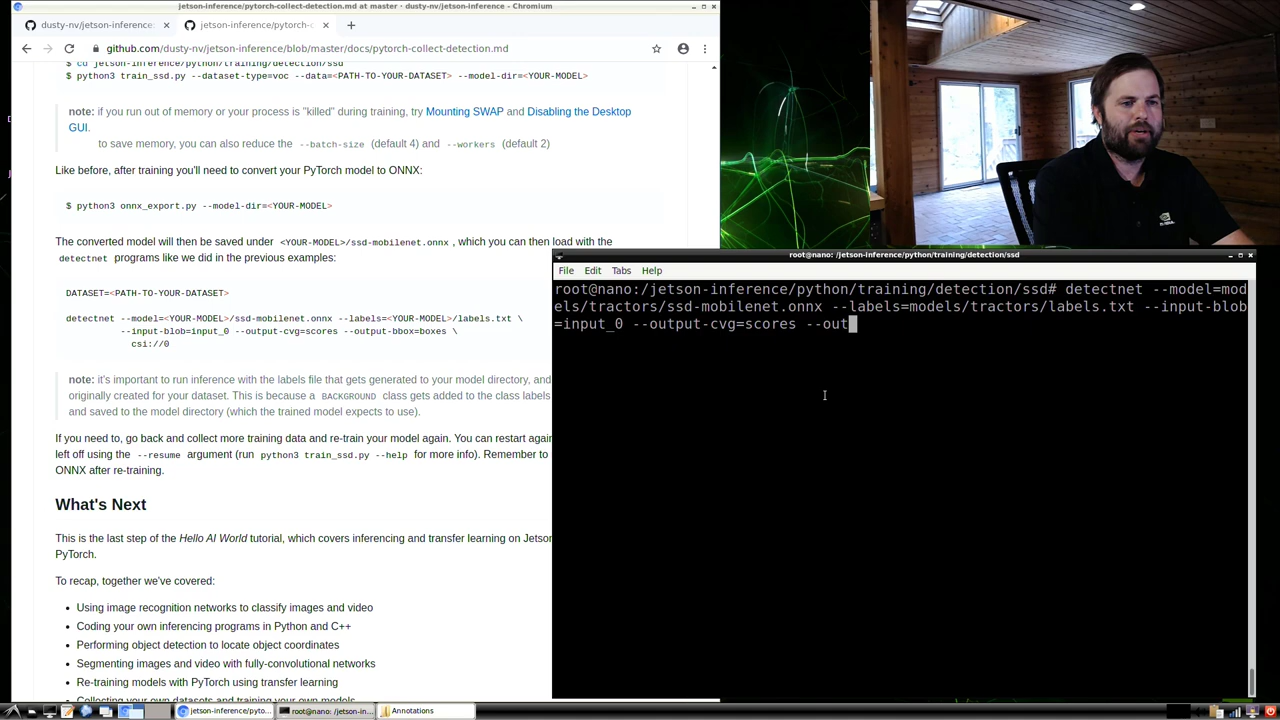 jetson-inference/pytorch-collect-detection.md at master · dusty-nv/jetson-inference - Chromium
dusty-nv/jetson-inference: × jetson-inference/pytorch-c × +
github.com/dusty-nv/jetson-inference/blob/master/docs/pytorch-collect-detection.md
$ cd jetson-inference/python/training/detection/ssd
$ python3 train_ssd.py --dataset-type=voc --data=<PATH-TO-YOUR-DATASET> --model-dir=<YOUR-MODEL>
note: if you run out of memory or your process is "killed" during training, try Mounting SWAP and Disabling the Desktop
GUI.
to save memory, you can also reduce the --batch-size (default 4) and --workers (default 2)
Like before, after training you'll need to convert your PyTorch model to ONNX:
$ python3 onnx_export.py --model-dir=<YOUR-MODEL>
The converted model will then be saved under <YOUR-MODEL>/ssd-mobilenet.onnx , which you can then load with the
detectnet programs like we did in the previous examples:
DATASET=<PATH-TO-YOUR-DATASET>
detectnet --model=<YOUR-MODEL>/ssd-mobilenet.onnx --labels=<YOUR-MODEL>/labels.txt \
--input-blob=input_0 --output-cvg=scores --output-bbox=boxes \
csi://0
note: it's important to run inference with the labels file that gets generated to your model directory, and
originally created for your dataset. This is because a BACKGROUND class gets added to the class labels
and saved to the model directory (which the trained model expects to use).
If you need to, go back and collect more training data and re-train your model again. You can restart again
left off using the --resume argument (run python3 train_ssd.py --help for more info). Remember to
ONNX after re-training.
What's Next
This is the last step of the Hello AI World tutorial, which covers inferencing and transfer learning on Jetson
PyTorch.
To recap, together we've covered:
• Using image recognition networks to classify images and video
• Coding your own inferencing programs in Python and C++
• Performing object detection to locate object coordinates
• Segmenting images and video with fully-convolutional networks
• Re-training models with PyTorch using transfer learning
• Collecting your own datasets and training your own models
root@nano: /jetson-inference/python/training/detection/ssd
File Edit Tabs Help
root@nano:/jetson-inference/python/training/detection/ssd# detectnet --model=mod
els/tractors/ssd-mobilenet.onnx --labels=models/tractors/labels.txt --input-blob
=input_0 --output-cvg=scores --out
jetson-inference/pyto... root@nano: /jetson-in... Annotations